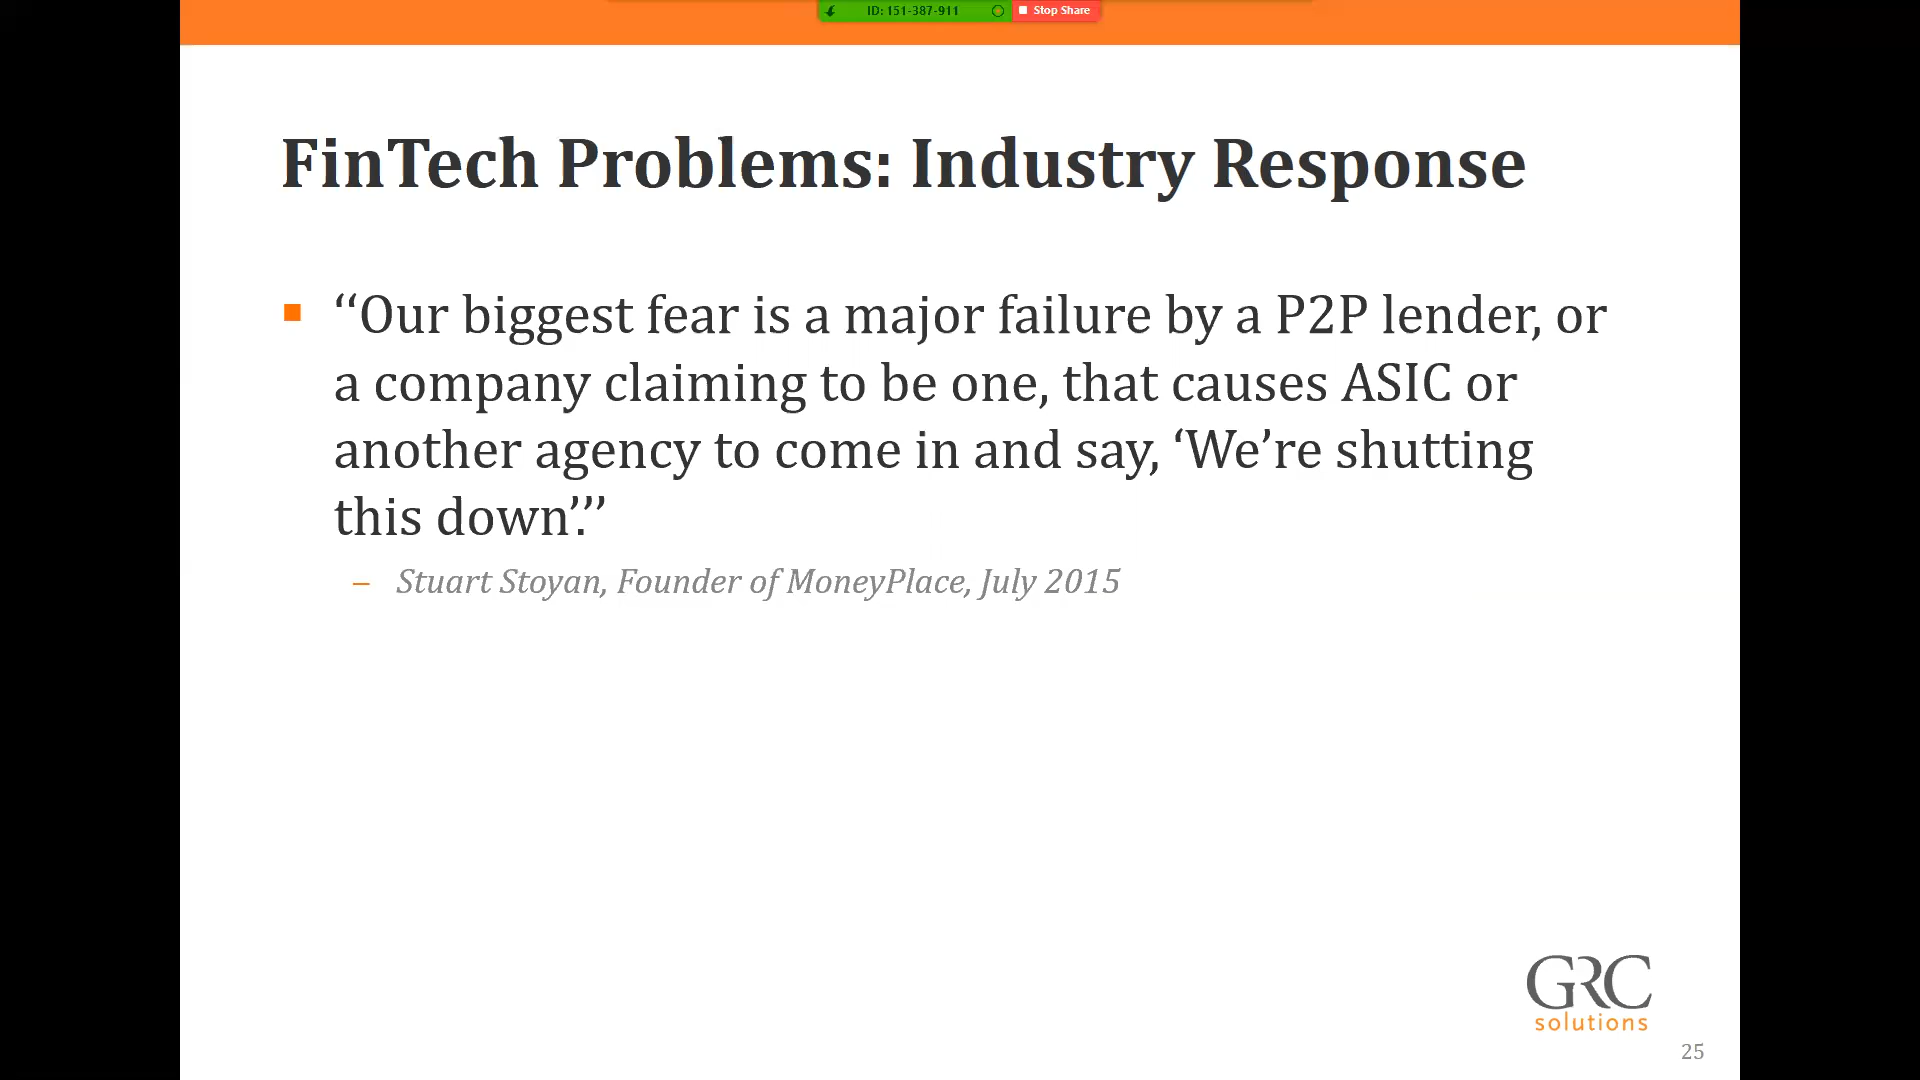 ID: 151-387-911 Stop Share
FinTech Problems: Industry Response
‘‘Our biggest fear is a major failure by a P2P lender, or
a company claiming to be one, that causes ASIC or
another agency to come in and say, ‘We’re shutting
this down’.’’
– Stuart Stoyan, Founder of MoneyPlace, July 2015
GRC
solutions
25